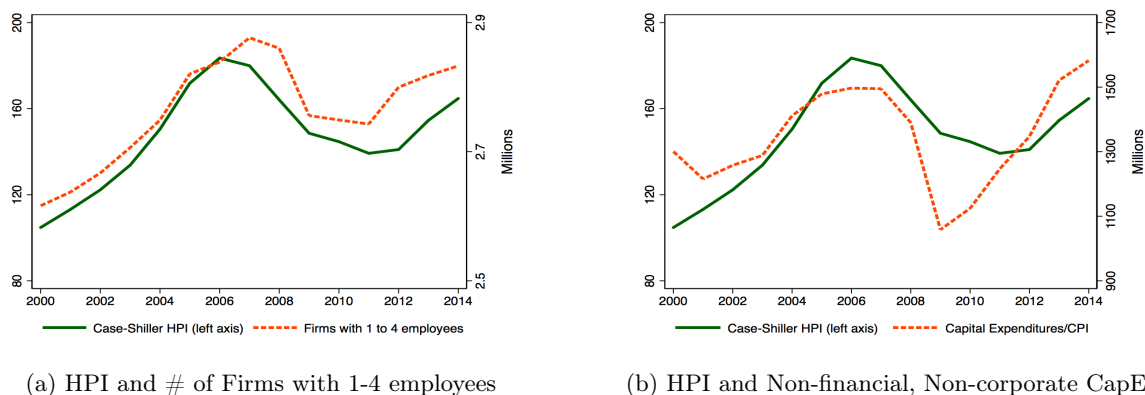 200
160
120
80
2.9
2.7
2.5
Millions
2000 2002 2004 2006 2008 2010 2012 2014
Case-Shiller HPI (left axis) Firms with 1 to 4 employees
(a) HPI and # of Firms with 1-4 employees
200
160
120
80
1700
1500
1300
1100
900
Millions
2000 2002 2004 2006 2008 2010 2012 2014
Case-Shiller HPI (left axis) Capital Expenditures/CPI
(b) HPI and Non-financial, Non-corporate CapE